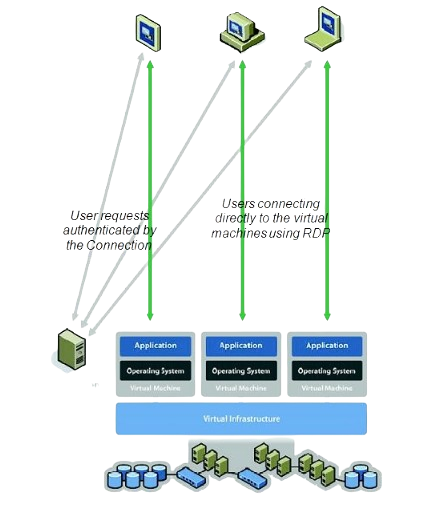 User requests
authenticated by
the Connection
Users connecting
directly to the virtual
machines using RDP
Application
Application
Application
Operating System
Operating System
Operating System
Virtual Machine
Virtual Machine
Virtual Machine
Virtual Infrastructure